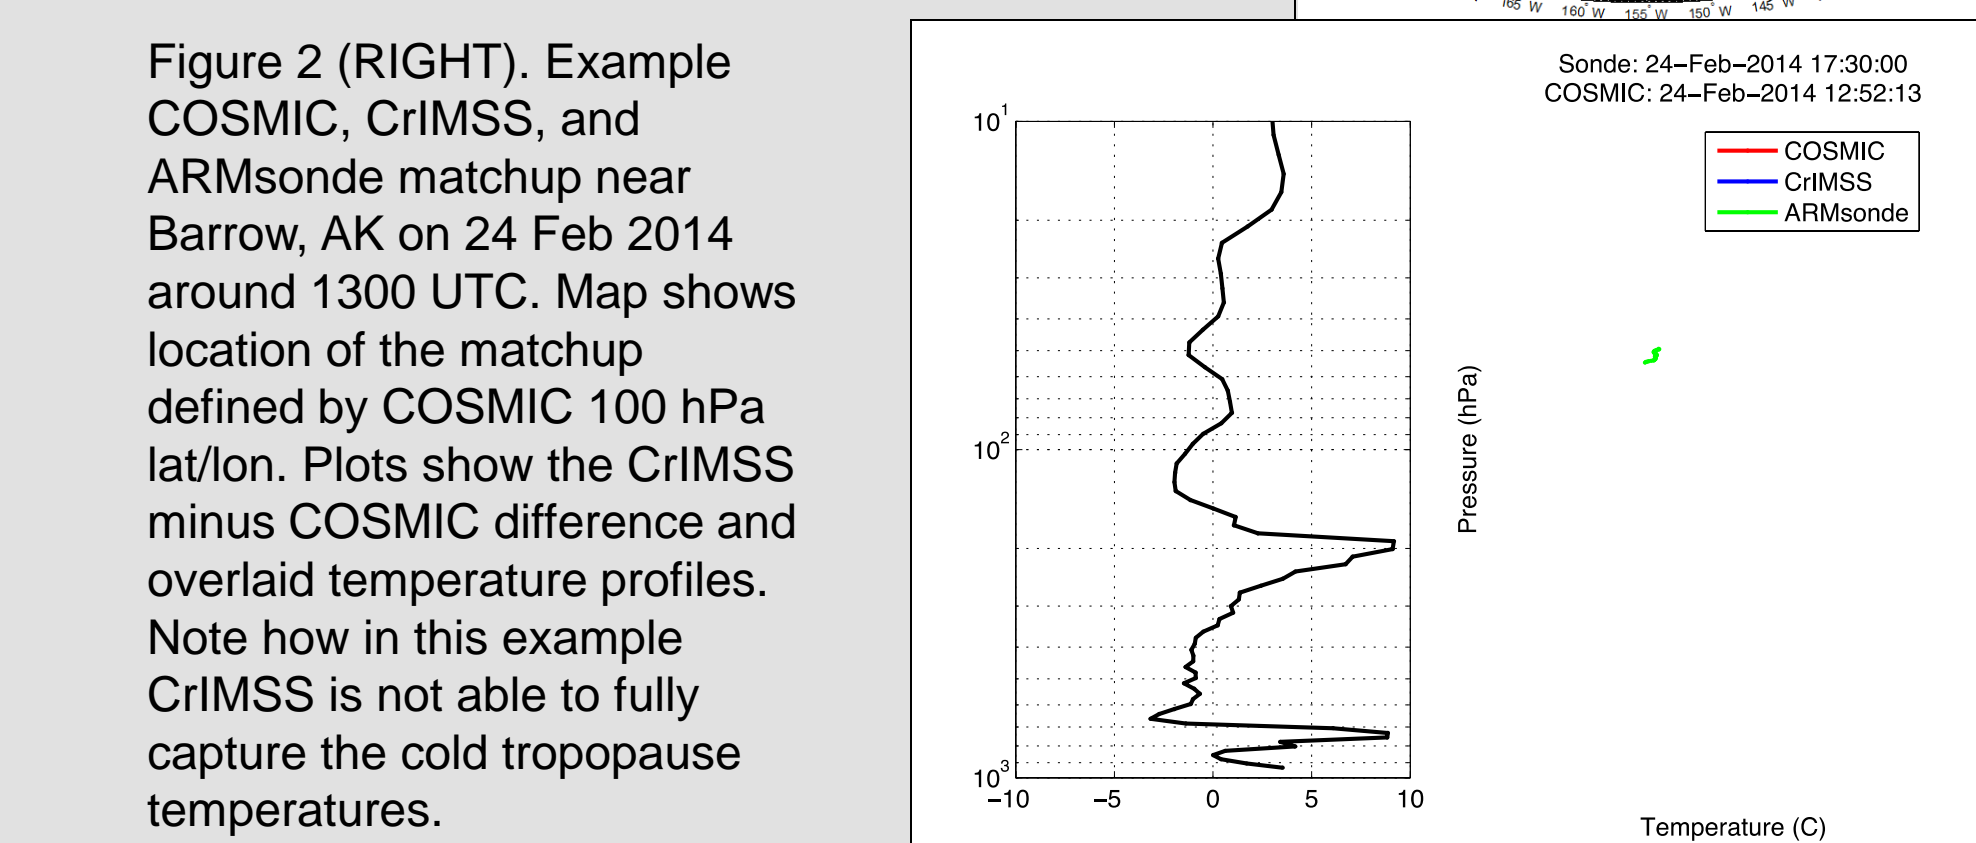 165 W 160° W 155° W 150° W 145° W
Figure 2 (RIGHT). Example
COSMIC, CrIMSS, and
ARMsonde matchup near
Barrow, AK on 24 Feb 2014
around 1300 UTC. Map shows
location of the matchup
defined by COSMIC 100 hPa
lat/lon. Plots show the CrIMSS
minus COSMIC difference and
overlaid temperature profiles.
Note how in this example
CrIMSS is not able to fully
capture the cold tropopause
temperatures.
Sonde: 24−Feb−2014 17:30:00
COSMIC: 24−Feb−2014 12:52:13
COSMIC
CrIMSS
ARMsonde
10¹
10²
10³
−10 −5 0 5 10
Pressure (hPa)
Temperature (C)